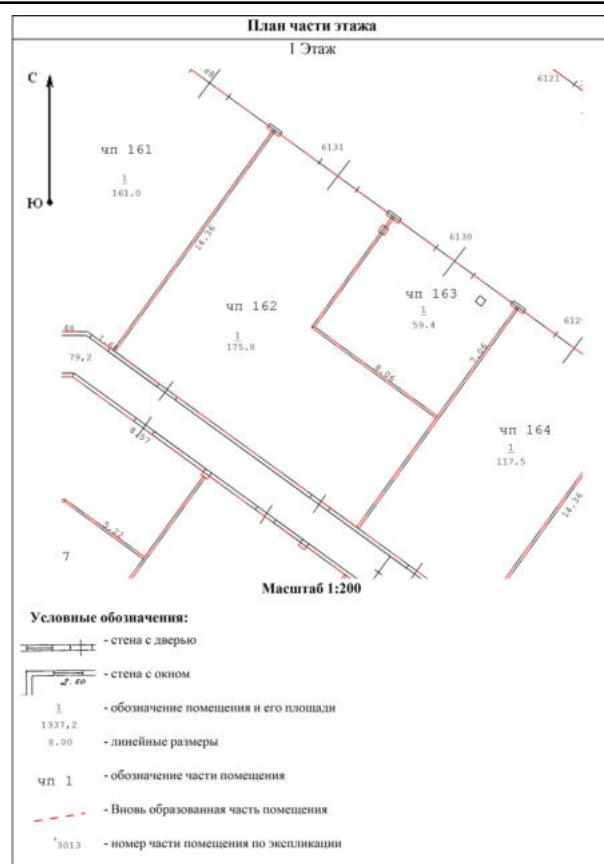 План части этажа
1 Этаж
С
Ю
6121
6131
чп 161
1
161.0
14.36
6130
чп 163
1
59.4
чп 162
1
175.8
48
79,2
7.06
8.06
612
чп 164
1
117.5
8.57
5.22
14.36
7
Масштаб 1:200
Условные обозначения:
- стена с дверью
- стена с окном
2.60
1
1337,2
- обозначение помещения и его площади
8.00
- линейные размеры
чп 1
- обозначение части помещения
- Вновь образованная часть помещения
3013
- номер части помещения по экспликации